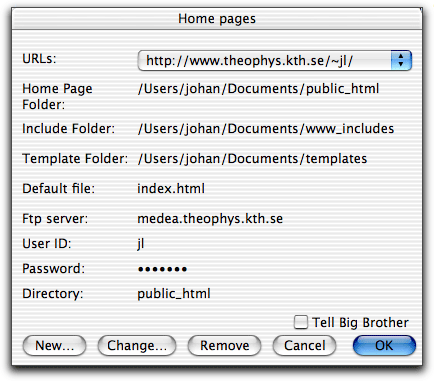 Home pages
URLs: http://www.theophys.kth.se/~jl/
Home Page Folder: /Users/johan/Documents/public_html
Include Folder: /Users/johan/Documents/www_includes
Template Folder: /Users/johan/Documents/templates
Default file: index.html
Ftp server: medea.theophys.kth.se
User ID: jl
Password: •••••••
Directory: public_html
Tell Big Brother
New... Change... Remove Cancel OK